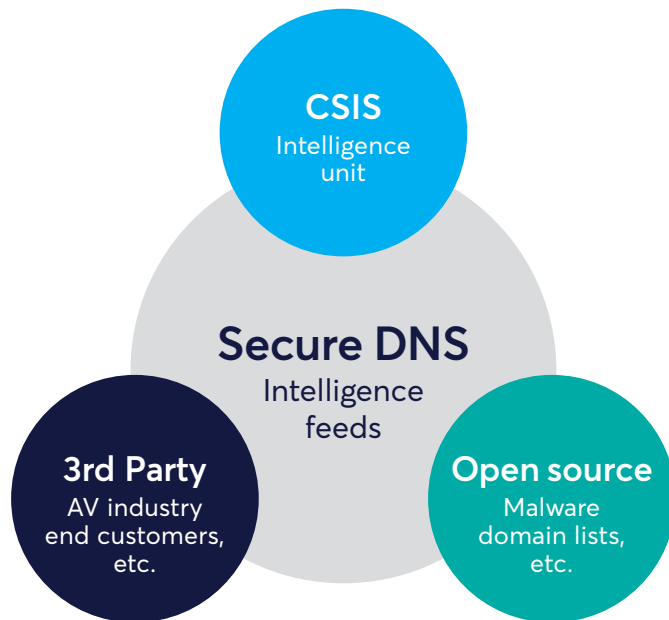 CSIS
Intelligence
unit
Secure DNS
Intelligence
feeds
3rd Party
AV industry
end customers,
etc.
Open source
Malware
domain lists,
etc.